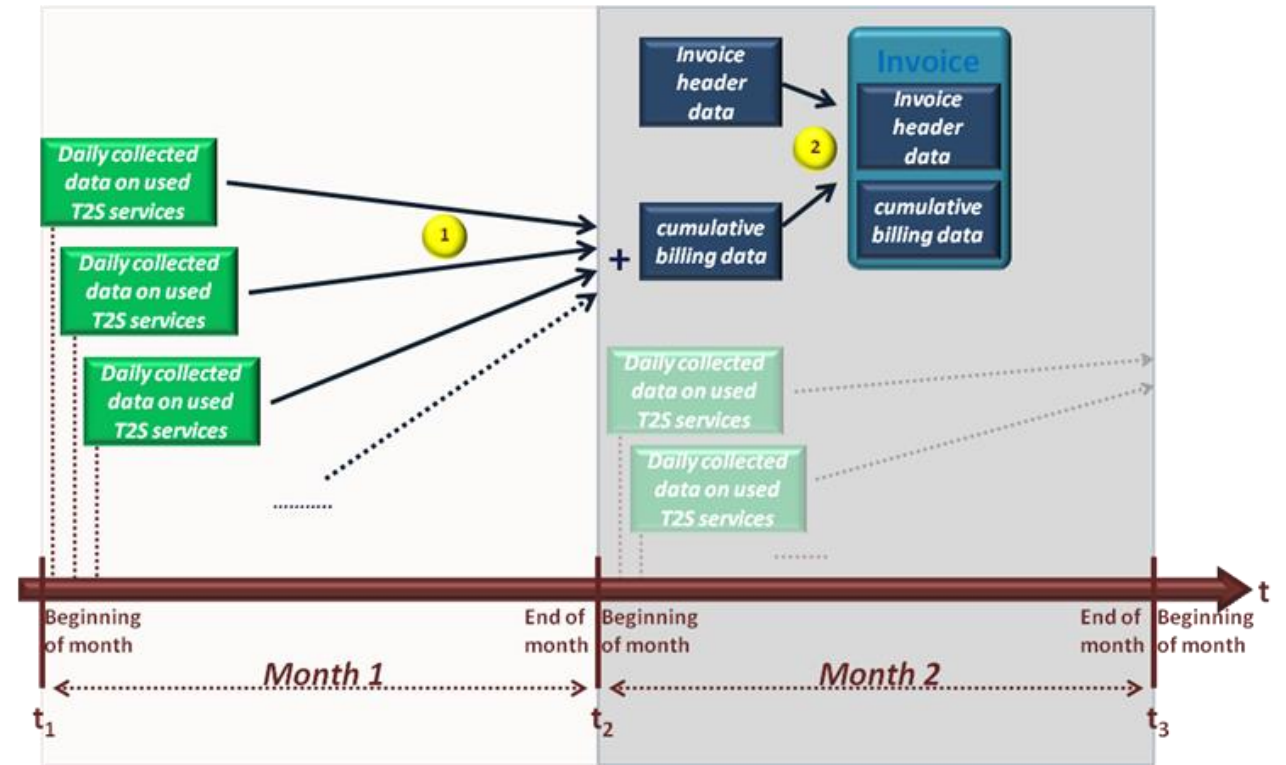 Invoice
header
data
Invoice
Invoice
header
data
2
cumulative
billing data
+
cumulative
billing data
Daily collected
data on used
T2S services
1
Daily collected
data on used
T2S services
Daily collected
data on used
T2S services
...........
Daily collected
data on used
T2S services
Daily collected
data on used
T2S services
........
t
Beginning
of month
End of
month
Beginning
of month
End of
month
Beginning
of month
Month 1
Month 2
t1
t2
t3